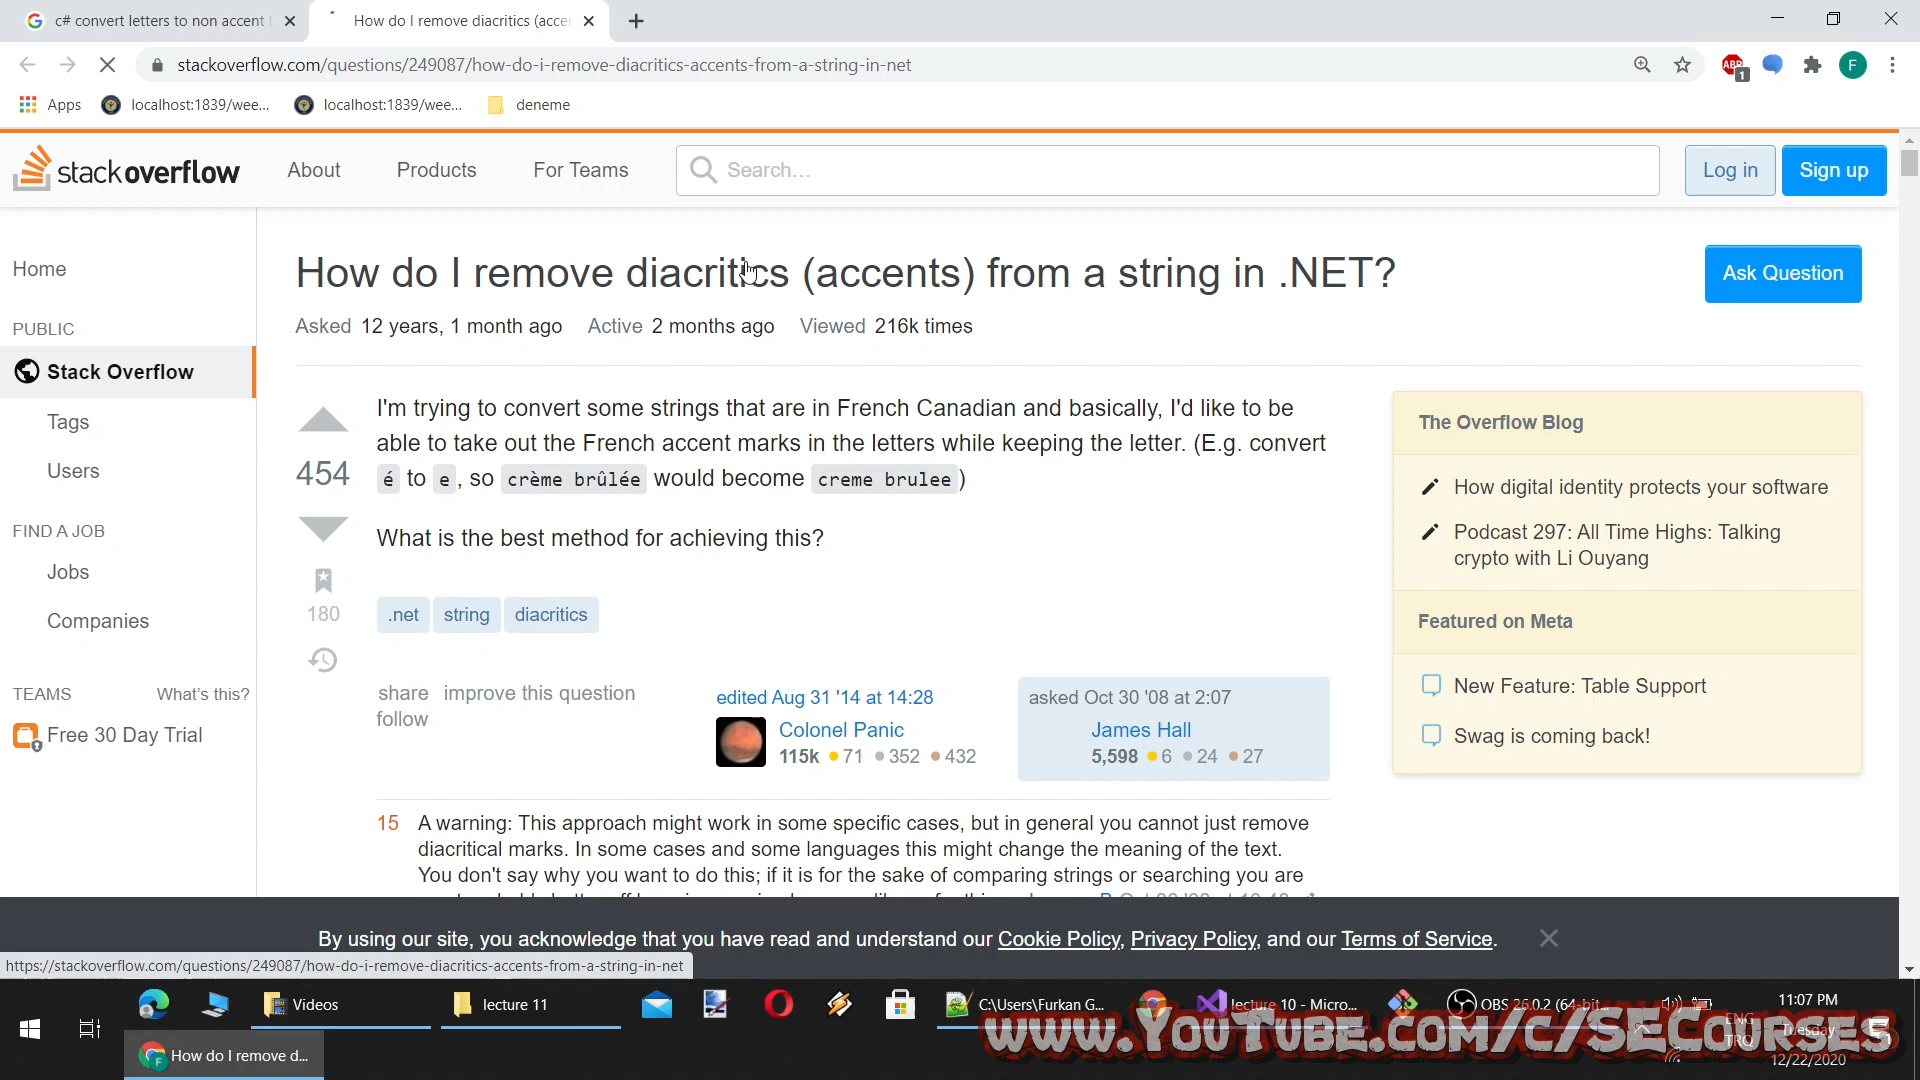 c# convert letters to non accent
How do I remove diacritics (acce
stackoverflow.com/questions/249087/how-do-i-remove-diacritics-accents-from-a-string-in-net
ABP
1
F
Apps
localhost:1839/wee...
localhost:1839/wee...
deneme
stackoverflow
About
Products
For Teams
Search...
Log in
Sign up
Home
PUBLIC
Stack Overflow
Tags
Users
FIND A JOB
Jobs
Companies
TEAMS
What's this?
Free 30 Day Trial
How do I remove diacritics (accents) from a string in .NET?
Ask Question
Asked 12 years, 1 month ago Active 2 months ago Viewed 216k times
454
180
I'm trying to convert some strings that are in French Canadian and basically, I'd like to be
able to take out the French accent marks in the letters while keeping the letter. (E.g. convert
é to e, so crème brûlée would become creme brulee)
What is the best method for achieving this?
.net
string
diacritics
share improve this question
follow
edited Aug 31 '14 at 14:28
Colonel Panic
115k 71 352 432
asked Oct 30 '08 at 2:07
James Hall
5,598 6 24 27
15
A warning: This approach might work in some specific cases, but in general you cannot just remove
diacritical marks. In some cases and some languages this might change the meaning of the text.
You don't say why you want to do this; if it is for the sake of comparing strings or searching you are
The Overflow Blog
How digital identity protects your software
Podcast 297: All Time Highs: Talking
crypto with Li Ouyang
Featured on Meta
New Feature: Table Support
Swag is coming back!
By using our site, you acknowledge that you have read and understand our Cookie Policy, Privacy Policy, and our Terms of Service.
https://stackoverflow.com/questions/249087/how-do-i-remove-diacritics-accents-from-a-string-in-net
Videos
lecture 11
C:\Users\Furkan G...
lecture 10 - Micro...
OBS 26.0.2 (64-bit...
ENG
TRQ
11:07 PM
Tuesday
12/22/2020
F
How do I remove d...
www.YouTube.com/c/SECourses